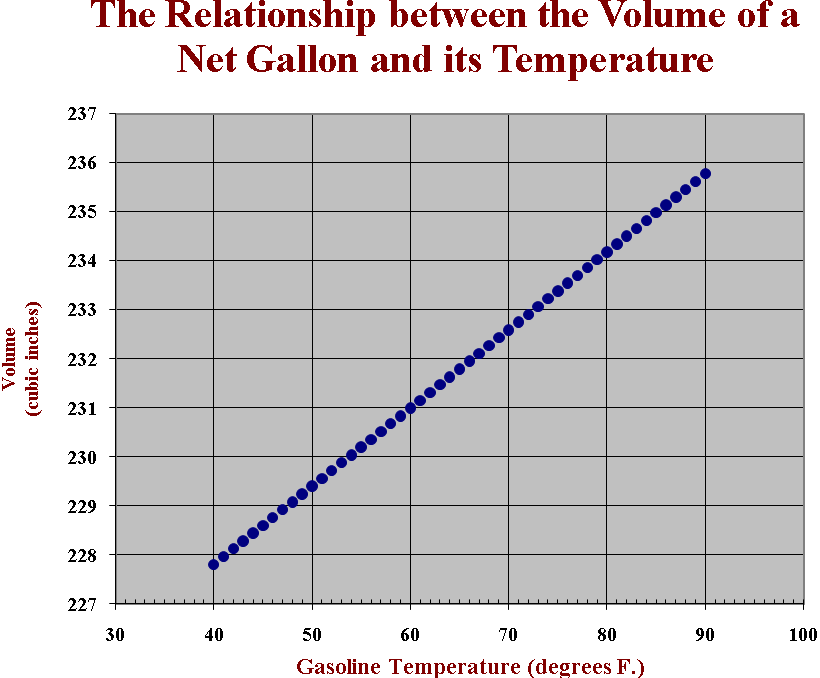 The Relationship between the Volume of a
Net Gallon and its Temperature
237
236
235
234
233
232
231
230
229
228
227
Volume
(cubic inches)
30 40 50 60 70 80 90 100
Gasoline Temperature (degrees F.)